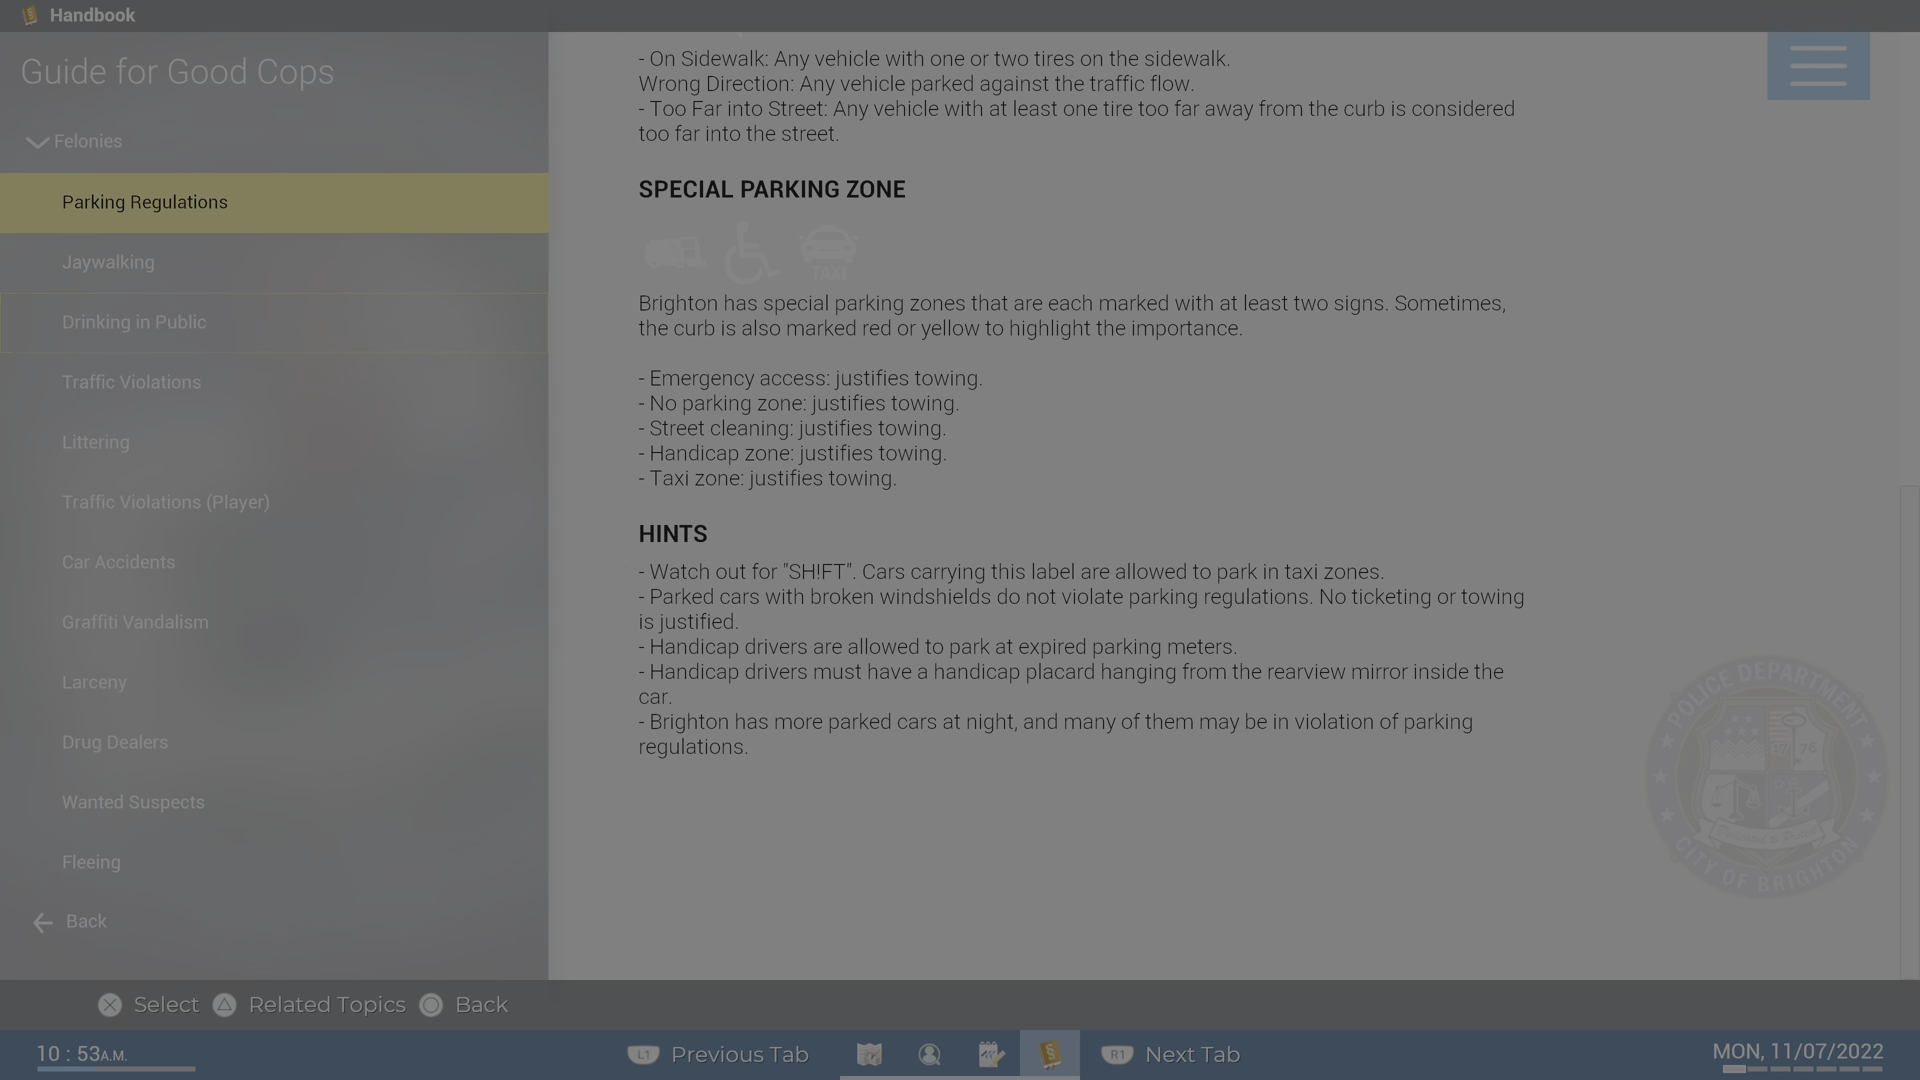 Handbook
Guide for Good Cops
Felonies
Parking Regulations
Jaywalking
Drinking in Public
Traffic Violations
Littering
Traffic Violations (Player)
Car Accidents
Graffiti Vandalism
Larceny
Drug Dealers
Wanted Suspects
Fleeing
Back
- On Sidewalk: Any vehicle with one or two tires on the sidewalk.
Wrong Direction: Any vehicle parked against the traffic flow.
- Too Far into Street: Any vehicle with at least one tire too far away from the curb is considered
too far into the street.
SPECIAL PARKING ZONE
TAXI
Brighton has special parking zones that are each marked with at least two signs. Sometimes,
the curb is also marked red or yellow to highlight the importance.
- Emergency access: justifies towing.
- No parking zone: justifies towing.
- Street cleaning: justifies towing.
- Handicap zone: justifies towing.
- Taxi zone: justifies towing.
HINTS
- Watch out for "SH!FT". Cars carrying this label are allowed to park in taxi zones.
- Parked cars with broken windshields do not violate parking regulations. No ticketing or towing
is justified.
- Handicap drivers are allowed to park at expired parking meters.
- Handicap drivers must have a handicap placard hanging from the rearview mirror inside the
car.
- Brighton has more parked cars at night, and many of them may be in violation of parking
regulations.
POLICE DEPARTMENT
CITY OF BRIGHTON
Select Related Topics Back
10 : 53A.M.
L1 Previous Tab
R1 Next Tab
MON, 11/07/2022